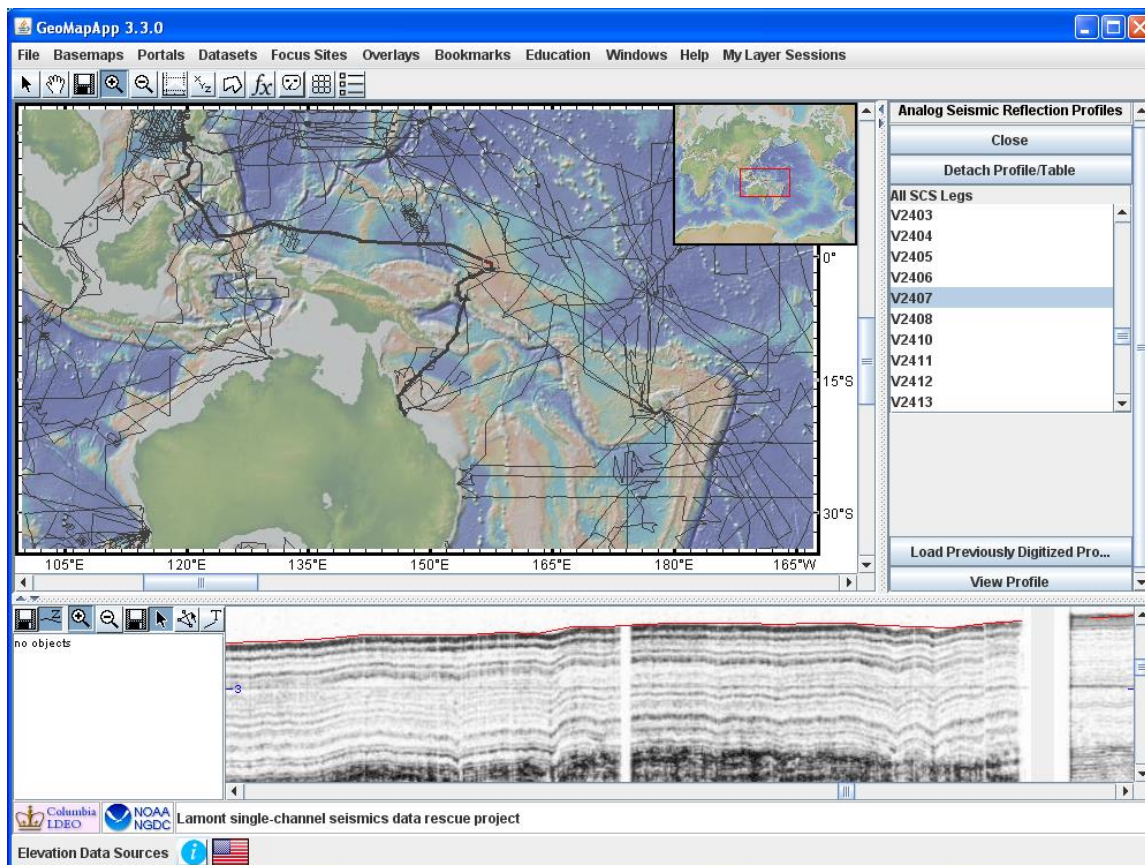 GeoMapApp 3.3.0
File Basemaps Portals Datasets Focus Sites Overlays Bookmarks Education Windows Help My Layer Sessions
XYZ fx
0°
15°S
30°S
105°E 120°E 135°E 150°E 165°E 180°E 165°W
Analog Seismic Reflection Profiles
Close
Detach Profile/Table
All SCS Legs
V2403
V2404
V2405
V2406
V2407
V2408
V2410
V2411
V2412
V2413
Load Previously Digitized Pro...
View Profile
Z T
no objects
3
Columbia LDEO NOAA NGDC Lamont single-channel seismics data rescue project
Elevation Data Sources i